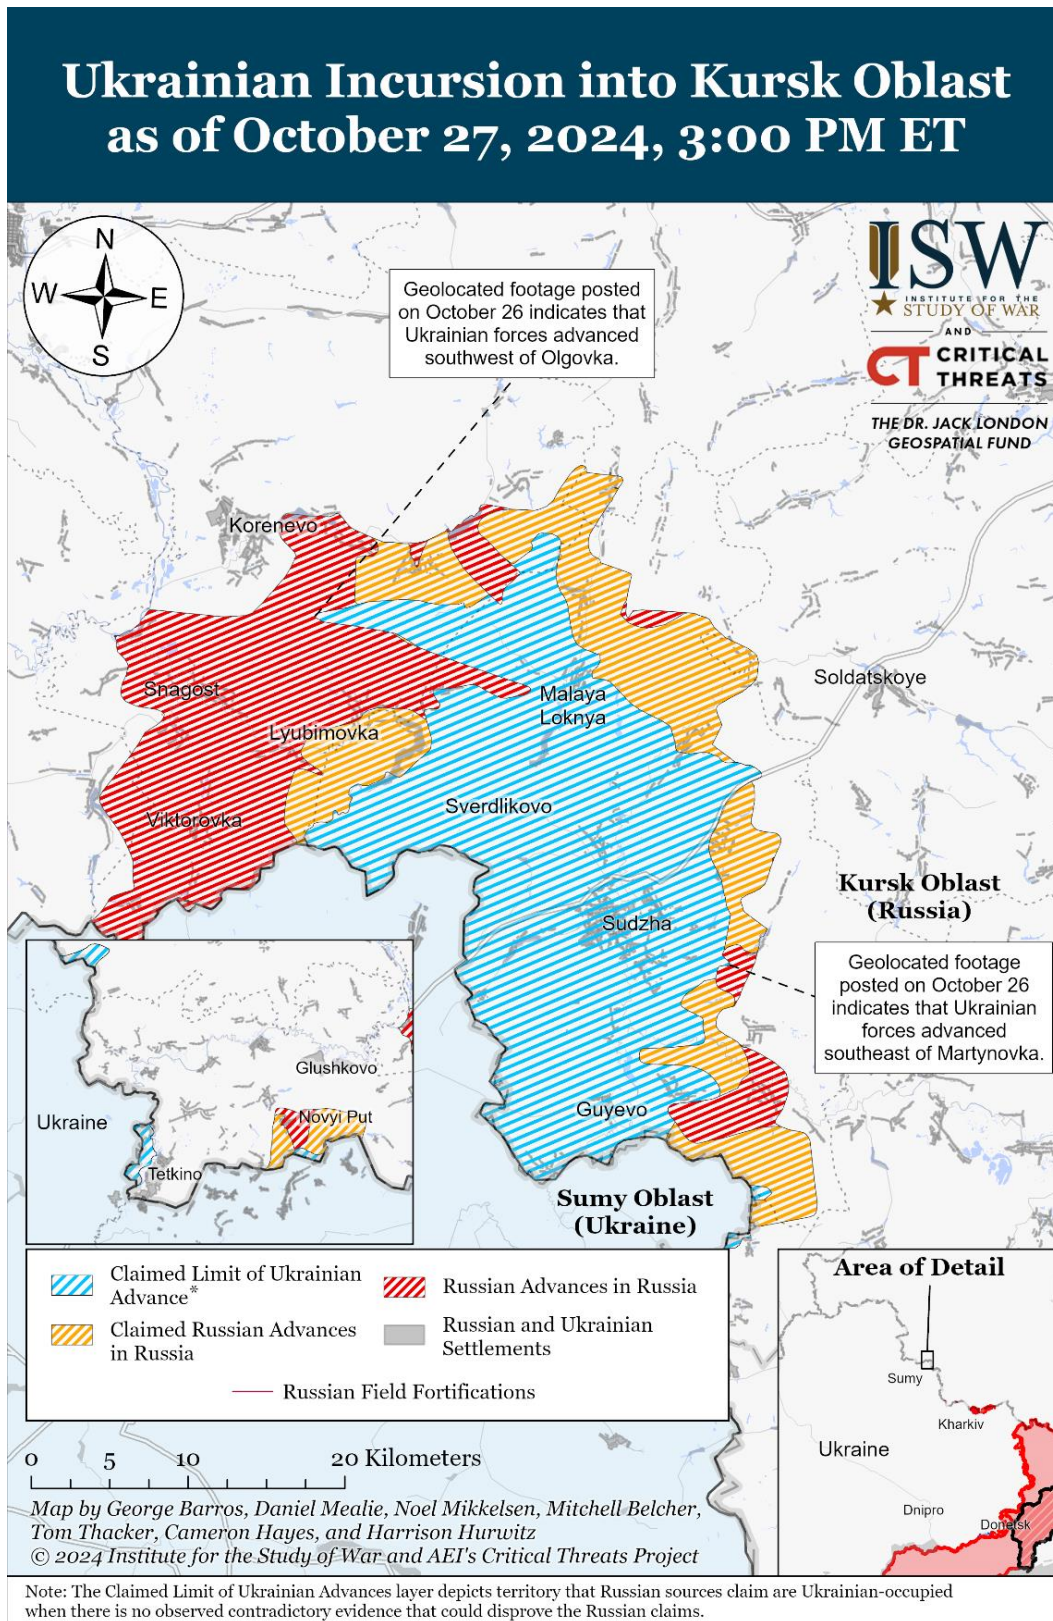 Ukrainian Incursion into Kursk Oblast
as of October 27, 2024, 3:00 PM ET
N
W
E
S
ISW
INSTITUTE FOR THE
STUDY OF WAR
AND
CT CRITICAL
THREATS
THE DR. JACK LONDON
GEOSPATIAL FUND
Geolocated footage posted
on October 26 indicates that
Ukrainian forces advanced
southwest of Olgovka.
Korenevo
Snagost
Malaya
Loknya
Soldatskoye
Lyubimovka
Sverdlikovo
Viktorovka
Kursk Oblast
(Russia)
Sudzha
Geolocated footage
posted on October 26
indicates that Ukrainian
forces advanced
southeast of Martynovka.
Guyevo
Sumy Oblast
(Ukraine)
Glushkovo
Ukraine
Novyi Put
Tetkino
Claimed Limit of Ukrainian
Advance*
Russian Advances in Russia
Claimed Russian Advances
in Russia
Russian and Ukrainian
Settlements
Russian Field Fortifications
Area of Detail
Sumy
Kharkiv
Ukraine
Dnipro
Donetsk
0 5 10 20 Kilometers
Map by George Barros, Daniel Mealie, Noel Mikkelsen, Mitchell Belcher,
Tom Thacker, Cameron Hayes, and Harrison Hurwitz
© 2024 Institute for the Study of War and AEI's Critical Threats Project
Note: The Claimed Limit of Ukrainian Advances layer depicts territory that Russian sources claim are Ukrainian-occupied
when there is no observed contradictory evidence that could disprove the Russian claims.